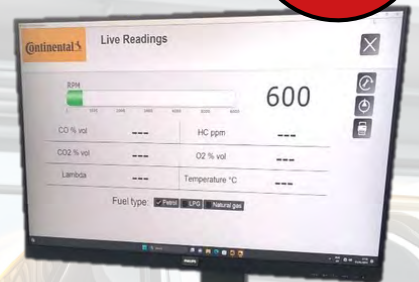 Continental
Live Readings
RPM
600
CO % vol --- HC ppm ---
CO2 % vol --- O2 % vol ---
Lambda --- Temperature °C ---
Fuel type: Petrol LPG Natural gas
PHILIPS